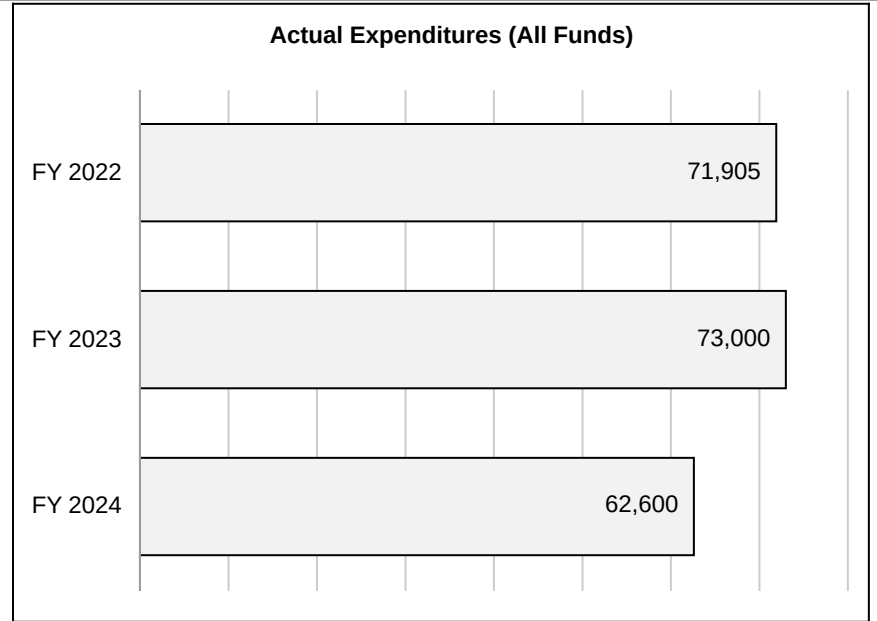 Actual Expenditures (All Funds)
FY 2022
71,905
FY 2023
73,000
FY 2024
62,600